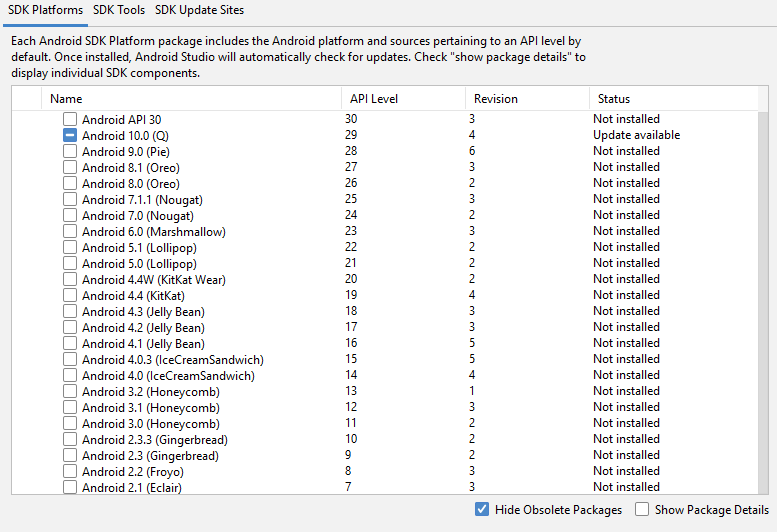 SDK Platforms SDK Tools SDK Update Sites
Each Android SDK Platform package includes the Android platform and sources pertaining to an API level by
default. Once installed, Android Studio will automatically check for updates. Check "show package details" to
display individual SDK components.
Name API Level Revision Status
Android API 30 30 3 Not installed
Android 10.0 (Q) 29 4 Update available
Android 9.0 (Pie) 28 6 Not installed
Android 8.1 (Oreo) 27 3 Not installed
Android 8.0 (Oreo) 26 2 Not installed
Android 7.1.1 (Nougat) 25 3 Not installed
Android 7.0 (Nougat) 24 2 Not installed
Android 6.0 (Marshmallow) 23 3 Not installed
Android 5.1 (Lollipop) 22 2 Not installed
Android 5.0 (Lollipop) 21 2 Not installed
Android 4.4W (KitKat Wear) 20 2 Not installed
Android 4.4 (KitKat) 19 4 Not installed
Android 4.3 (Jelly Bean) 18 3 Not installed
Android 4.2 (Jelly Bean) 17 3 Not installed
Android 4.1 (Jelly Bean) 16 5 Not installed
Android 4.0.3 (IceCreamSandwich) 15 5 Not installed
Android 4.0 (IceCreamSandwich) 14 4 Not installed
Android 3.2 (Honeycomb) 13 1 Not installed
Android 3.1 (Honeycomb) 12 3 Not installed
Android 3.0 (Honeycomb) 11 2 Not installed
Android 2.3.3 (Gingerbread) 10 2 Not installed
Android 2.3 (Gingerbread) 9 2 Not installed
Android 2.2 (Froyo) 8 3 Not installed
Android 2.1 (Eclair) 7 3 Not installed
Hide Obsolete Packages Show Package Details